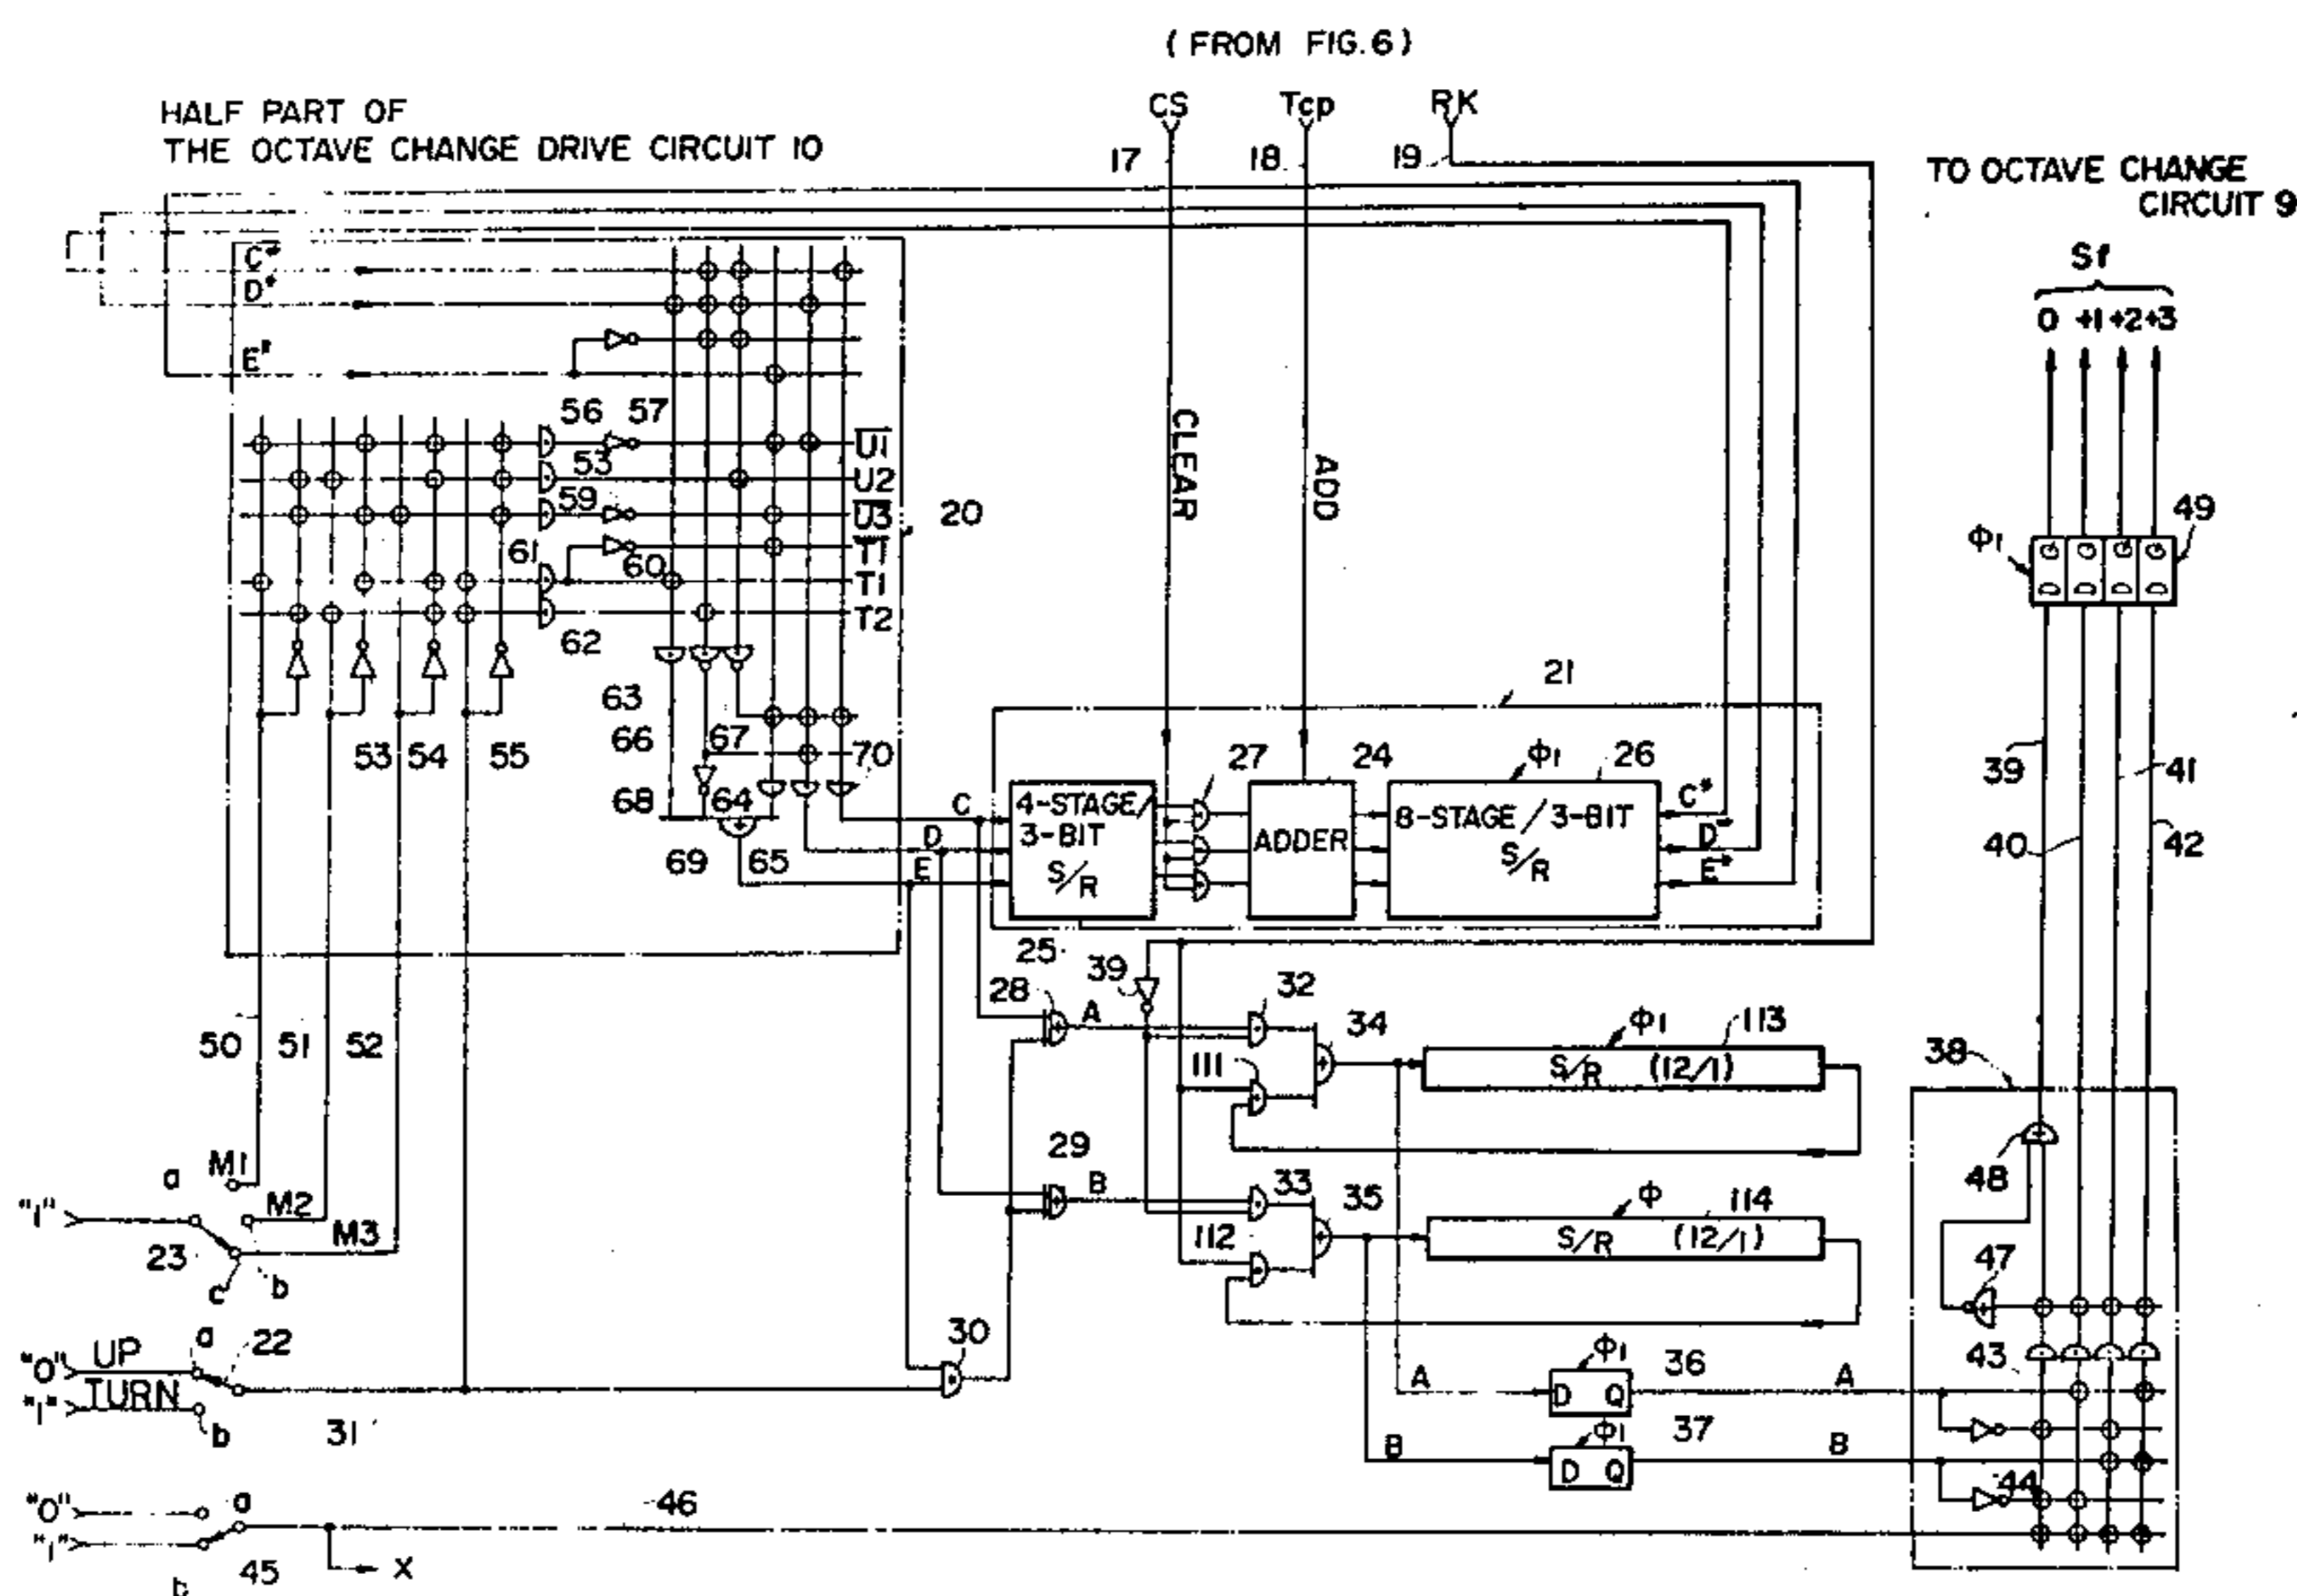 ( FROM FIG. 6 )
HALF PART OF
THE OCTAVE CHANGE DRIVE CIRCUIT 10
CS Tcp RK
17 18 19
TO OCTAVE CHANGE
CIRCUIT 9
Sf
0 +1 +2 +3
C*
D*
E*
CLEAR
ADD
56 57
U1
53
U2
59
U3
20
61
T1
60
T1
T2
62
49
Φ1
G G G G
D D D D
21
63
66 67
53 54 55
70
68 64
69 65
27 24 Φ1 26
C
D
E
4-STAGE/
3-BIT
S/R
ADDER
8-STAGE / 3-BIT
S/R
C*
D*
E*
39 41
40 42
25
39
28 A 32
34
Φ1 113
S/R (12/1)
111
50 51 52
38
29 B 33
35
Φ 114
S/R (12/1)
112
48
47
a M1
"1" M2
M3
23
c b
a 22
"0" UP
"1" TURN
b 31
30
43
A Φ1 36 A
D Q
B Φ1 37 B
D Q
44
"0" a 46
"1"
45 X
b